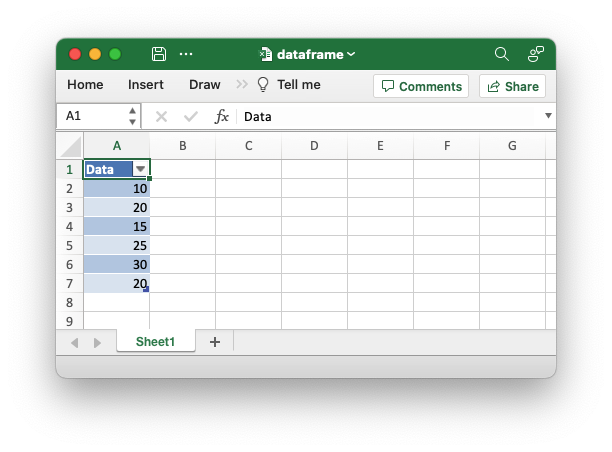 dataframe
Home Insert Draw Tell me Comments Share
A1 fx Data
A B C D E F G
1 Data
2 10
3 20
4 15
5 25
6 30
7 20
8
9
Sheet1 +